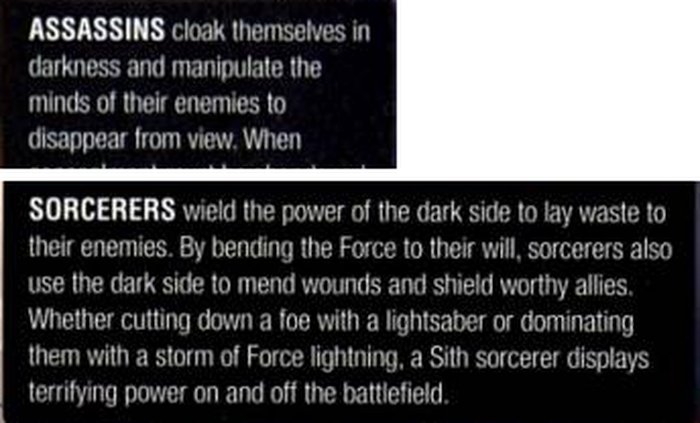 ASSASSINS cloak themselves in
darkness and manipulate the
minds of their enemies to
disappear from view. When
SORCERERS wield the power of the dark side to lay waste to
their enemies. By bending the Force to their will, sorcerers also
use the dark side to mend wounds and shield worthy allies.
Whether cutting down a foe with a lightsaber or dominating
them with a storm of Force lightning, a Sith sorcerer displays
terrifying power on and off the battlefield.